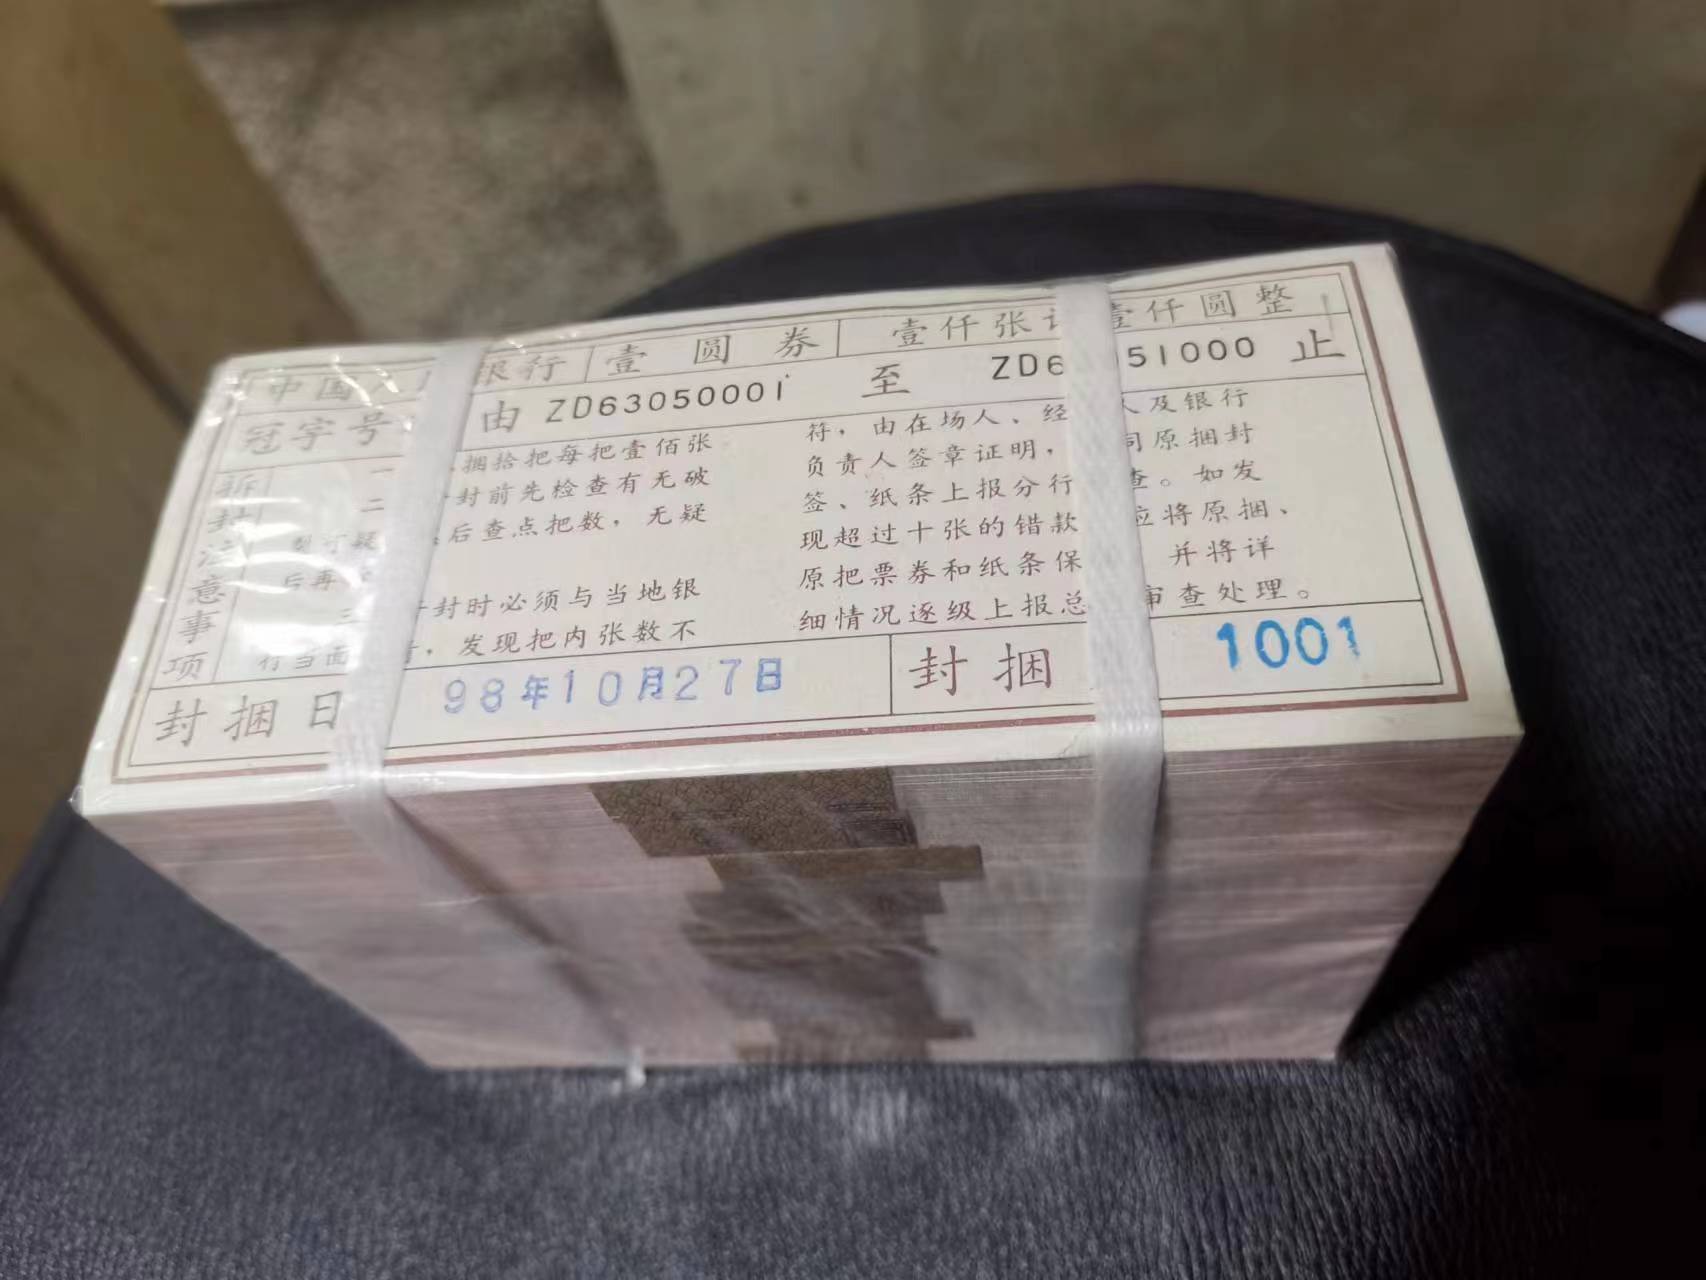 中国人 银行 壹圆券 壹仟张 壹仟圆整
冠字号 由 ZD63050001 至 ZD6 051000 止
拆封注意事项
一 捆拾把每把壹佰张
二 封前先检查有无破
后查点把数，无疑
后再
三 封时必须与当地银
行当面 ，发现把内张数不
符，由在场人、经 人及银行
负责人签章证明， 同原捆封
签、纸条上报分行 查。如发
现超过十张的错款 应将原捆、
原把票券和纸条保 并将详
细情况逐级上报总 审查处理。
封捆日 98年10月27日 封捆 1001